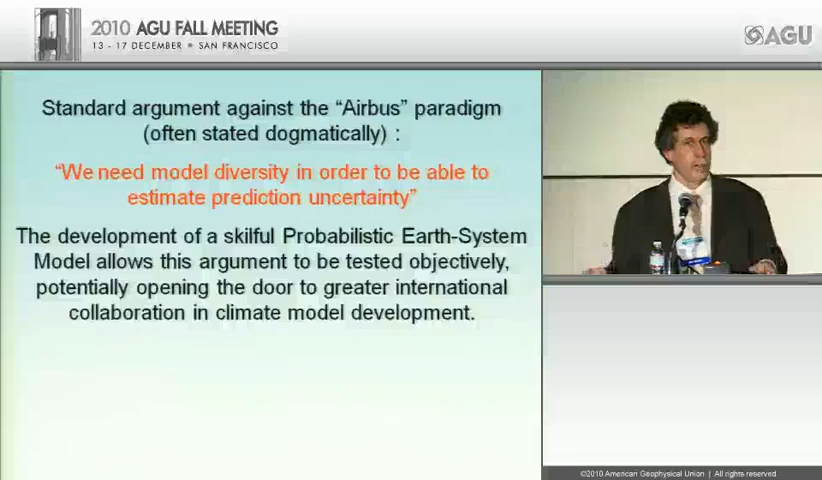 2010 AGU FALL MEETING
13 - 17 DECEMBER • SAN FRANCISCO
AGU
Standard argument against the “Airbus” paradigm
(often stated dogmatically) :
“We need model diversity in order to be able to
estimate prediction uncertainty”
The development of a skilful Probabilistic Earth-System
Model allows this argument to be tested objectively,
potentially opening the door to greater international
collaboration in climate model development.
©2010 American Geophysical Union | All rights reserved